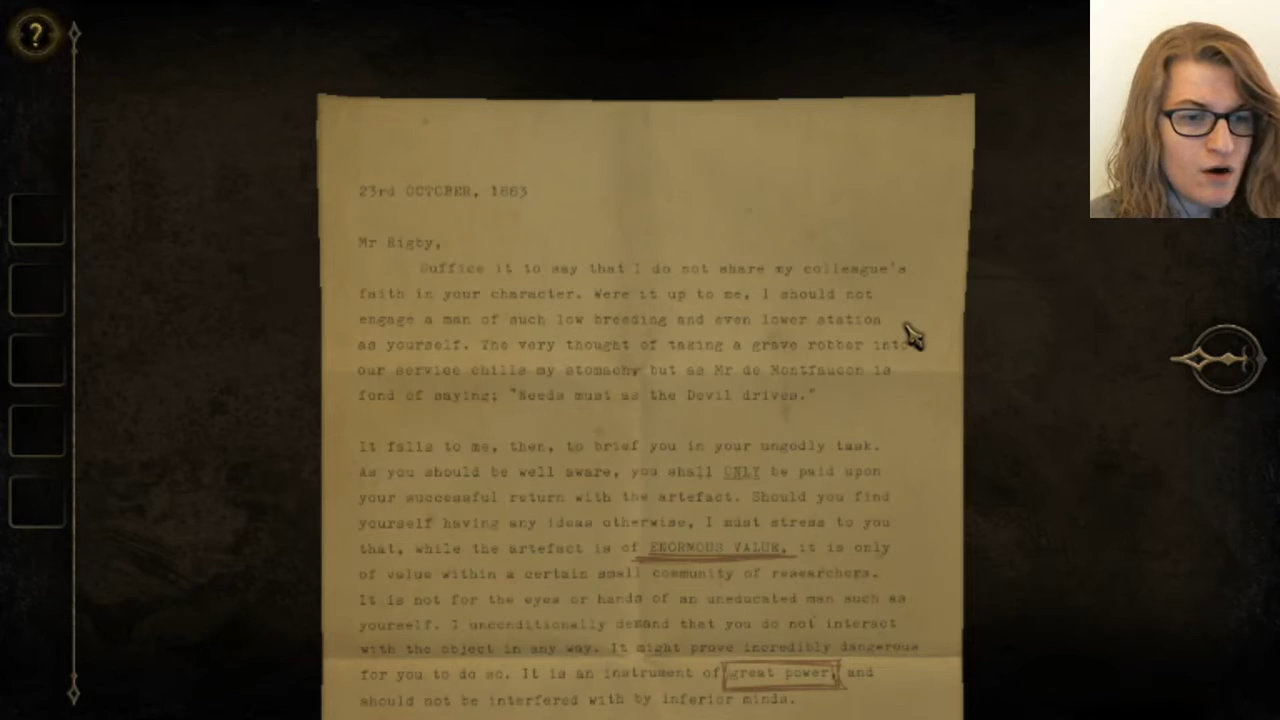 ?
23rd OCTOBER, 1883
Mr Rigby,
Suffice it to say that I do not share my colleague's
faith in your character. Were it up to me, I should not
engage a man of such low breeding and even lower station
as yourself. The very thought of taking a grave robber into
our service chills my stomach, but as Mr de Montfaucon is
fond of saying; "Needs must as the Devil drives."
It falls to me, then, to brief you in your ungodly task.
As you should be well aware, you shall ONLY be paid upon
your successful return with the artefact. Should you find
yourself having any ideas otherwise, I must stress to you
that, while the artefact is of ENORMOUS VALUE, it is only
of value within a certain small community of researchers.
It is not for the eyes or hands of an uneducated man such as
yourself. I unconditionally demand that you do not interact
with the object in any way. It might prove incredibly dangerous
for you to do so. It is an instrument of great power, and
should not be interfered with by inferior minds.